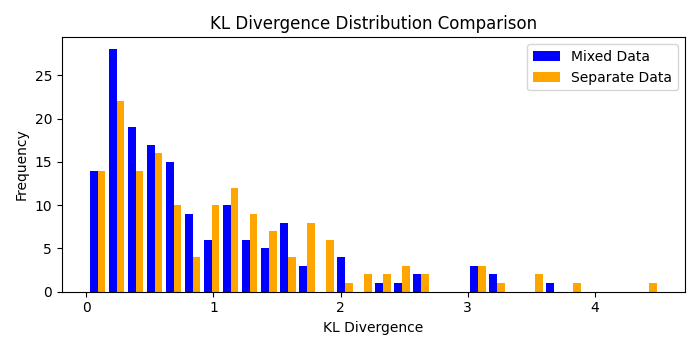 KL Divergence Distribution Comparison
Mixed Data
Separate Data
Frequency
25
20
15
10
5
0
0 1 2 3 4
KL Divergence